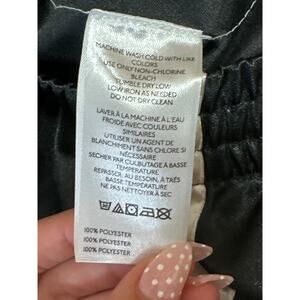 MACHINE WASH COLD WITH LIKE
COLORS
USE ONLY NON-CHLORINE
BLEACH
TUMBLE DRY LOW
LOW IRON AS NEEDED
DO NOT DRY CLEAN
LAVER À LA MACHINE À L'EAU
FROIDE AVEC COULEURS
SIMILAIRES
UTILISER UN AGENT DE
BLANCHIMENT SANS CHLORE SI
NÉCESSAIRE
SECHER PAR CULBUTAGE À BASSE
TEMPÉRATURE
REPASSER, AU BESOIN, À TRÈS
BASSE TEMPÉRATURE
NE PAS NETTOYER À SEC
100% POLYESTER
100% POLYESTER
100% POLYESTER